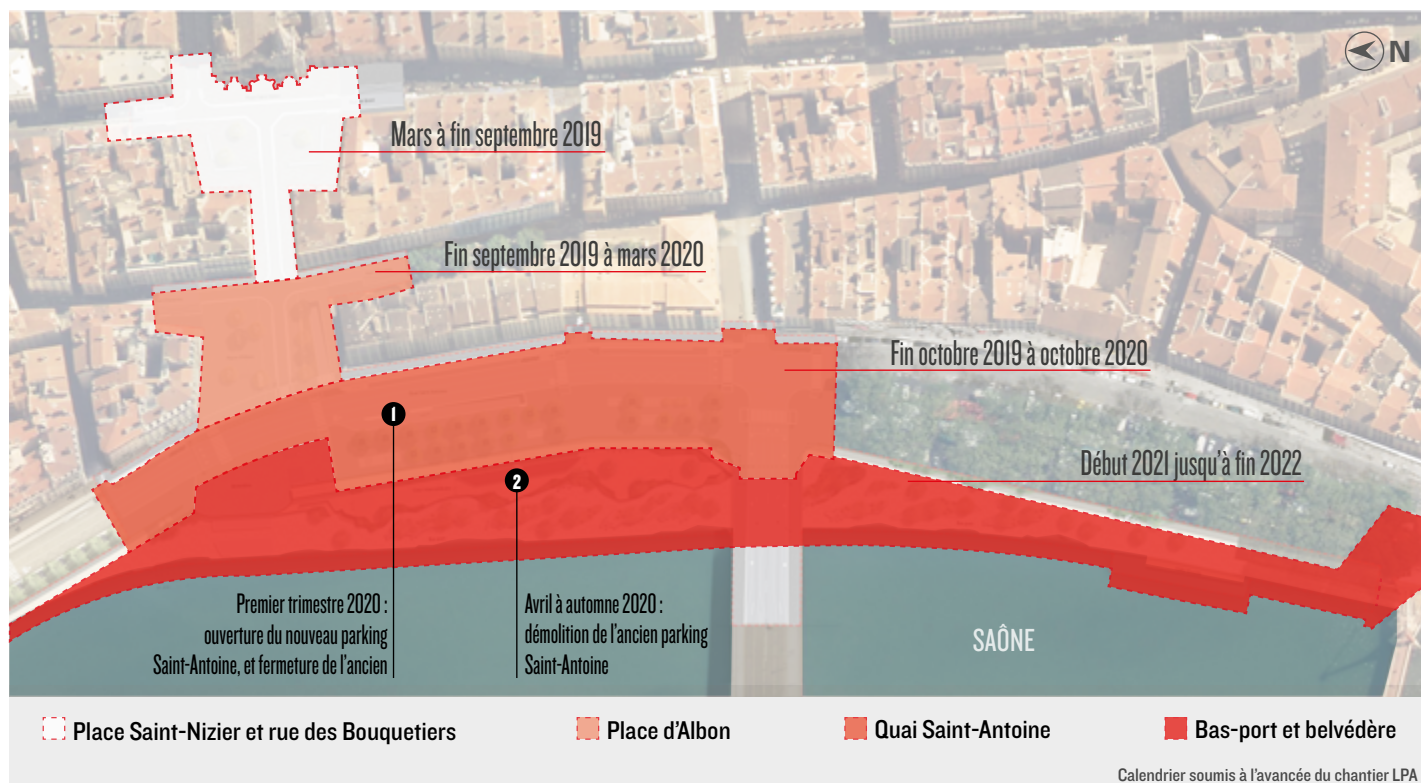 N
Mars à fin septembre 2019
Fin septembre 2019 à mars 2020
Fin octobre 2019 à octobre 2020
Début 2021 jusqu'à fin 2022
1
2
Premier trimestre 2020 :
ouverture du nouveau parking
Saint-Antoine, et fermeture de l'ancien
Avril à automne 2020 :
démolition de l'ancien parking
Saint-Antoine
SAÔNE
Place Saint-Nizier et rue des Bouquetiers
Place d'Albon
Quai Saint-Antoine
Bas-port et belvédère
Calendrier soumis à l'avancée du chantier LPA